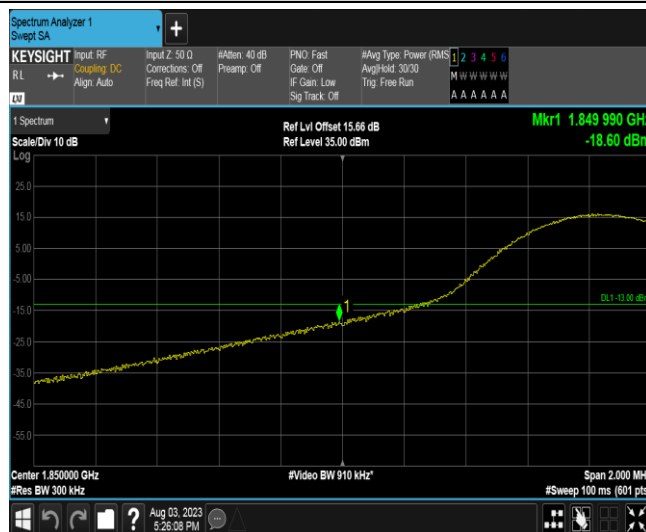 Spectrum Analyzer 1
Swept SA
KEYSIGHT
RL
Input: RF
Coupling: DC
Align: Auto
Input Z: 50 Ω
Corrections: Off
Freq Ref: Int (S)
#Atten: 40 dB
Preamp: Off
PNO: Fast
Gate: Off
IF Gain: Low
Sig Track: Off
#Avg Type: Power (RMS
Avg|Hold: 30/30
Trig: Free Run
1 2 3 4 5 6
M W W W W W
A A A A A A
LXI
1 Spectrum
Scale/Div 10 dB
Ref Lvl Offset 15.66 dB
Ref Level 35.00 dBm
Mkr1 1.849 990 GHz
-18.60 dBm
Log
25.0
15.0
5.00
-5.00
-15.0
-25.0
-35.0
-45.0
-55.0
1
DL1 -13.00 dBr
Center 1.850000 GHz
#Res BW 300 kHz
#Video BW 910 kHz*
Span 2.000 MH
#Sweep 100 ms (601 pts
?
Aug 03, 2023
5:26:08 PM